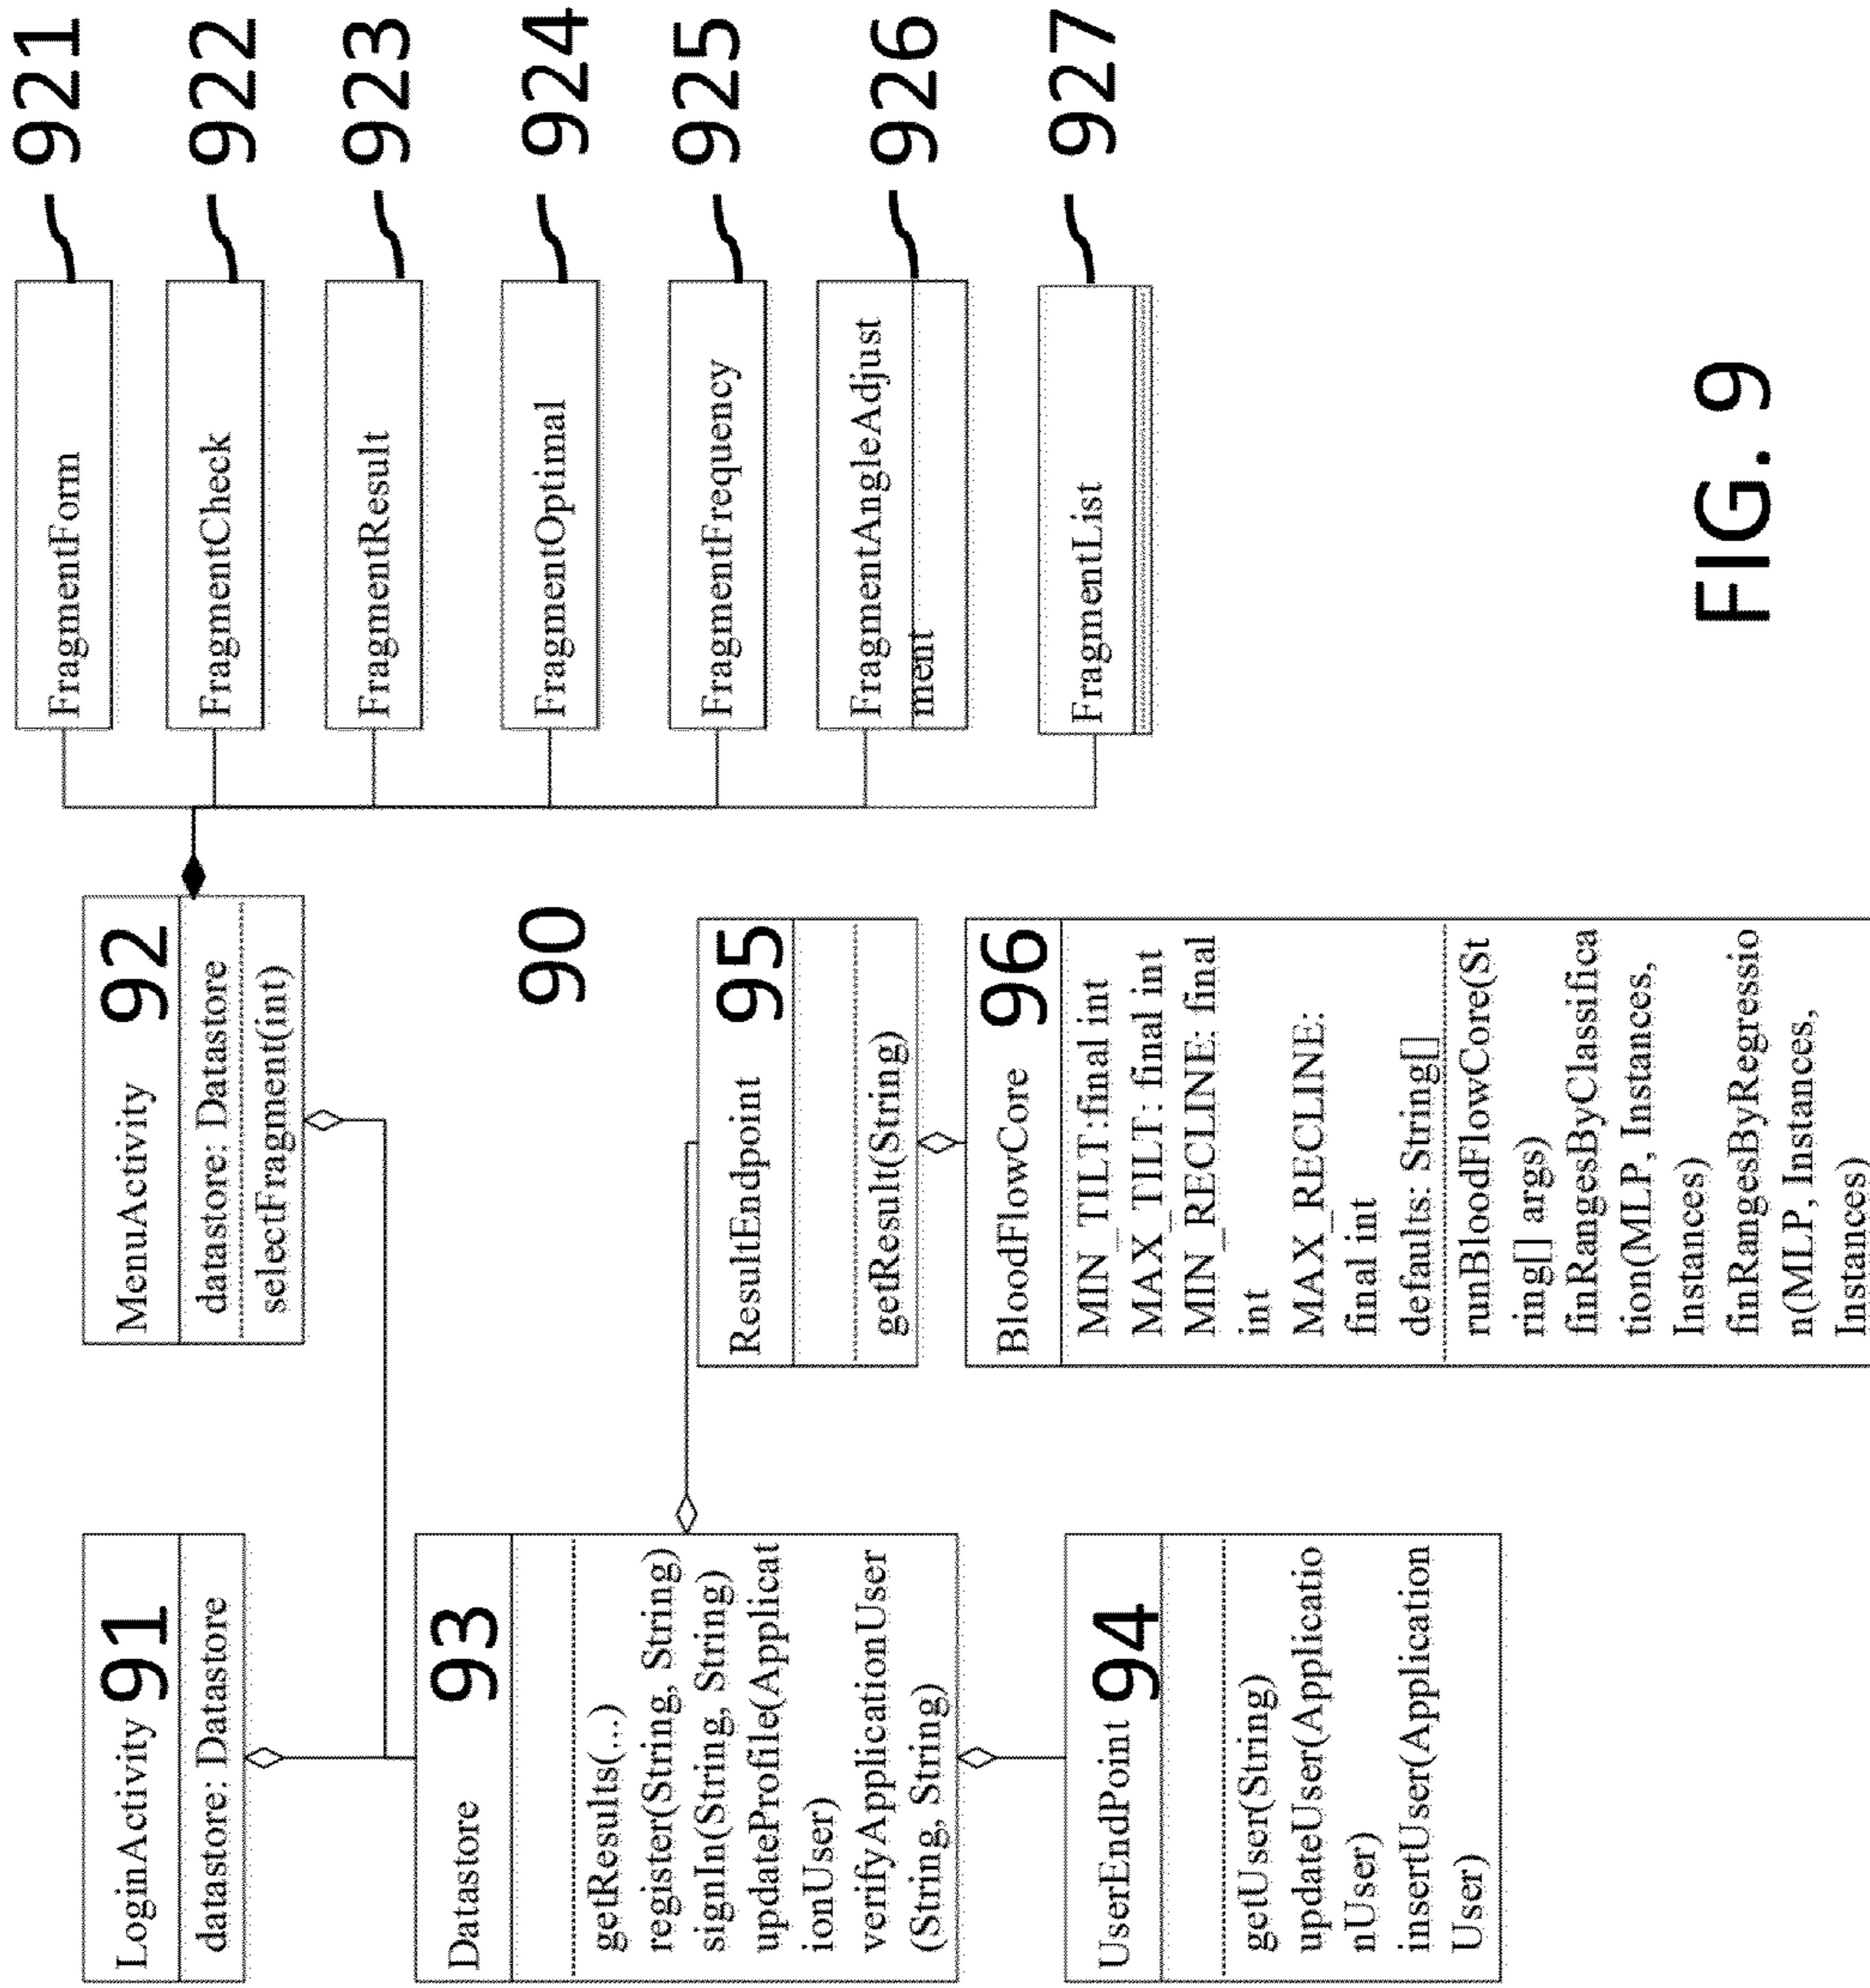 LoginActivity 91
datastore: Datastore
MenuActivity 92
datastore: Datastore
selectFragment(int)
Datastore 93
getResults(...)
register(String, String)
signIn(String, String)
updateProfile(Applicat
ionUser)
verifyApplicationUser
(String, String)
UserEndPoint 94
getUser(String)
updateUser(Applicatio
nUser)
insertUser(Application
User)
90
ResultEndpoint 95
getResult(String)
BloodFlowCore 96
MIN_TILT:final int
MAX_TILT: final int
MIN_RECLINE: final
int
MAX_RECLINE:
final int
defaults: String[]
runBloodFlowCore(St
ring[] args)
finRangesByClassifica
tion(MLP, Instances,
Instances)
finRangesByRegressio
n(MLP, Instances,
Instances)
FragmentForm 921
FragmentCheck 922
FragmentResult 923
FragmentOptimal 924
FragmentFrequency 925
FragmentAngleAdjust 926
ment
FragmentList 927
FIG. 9